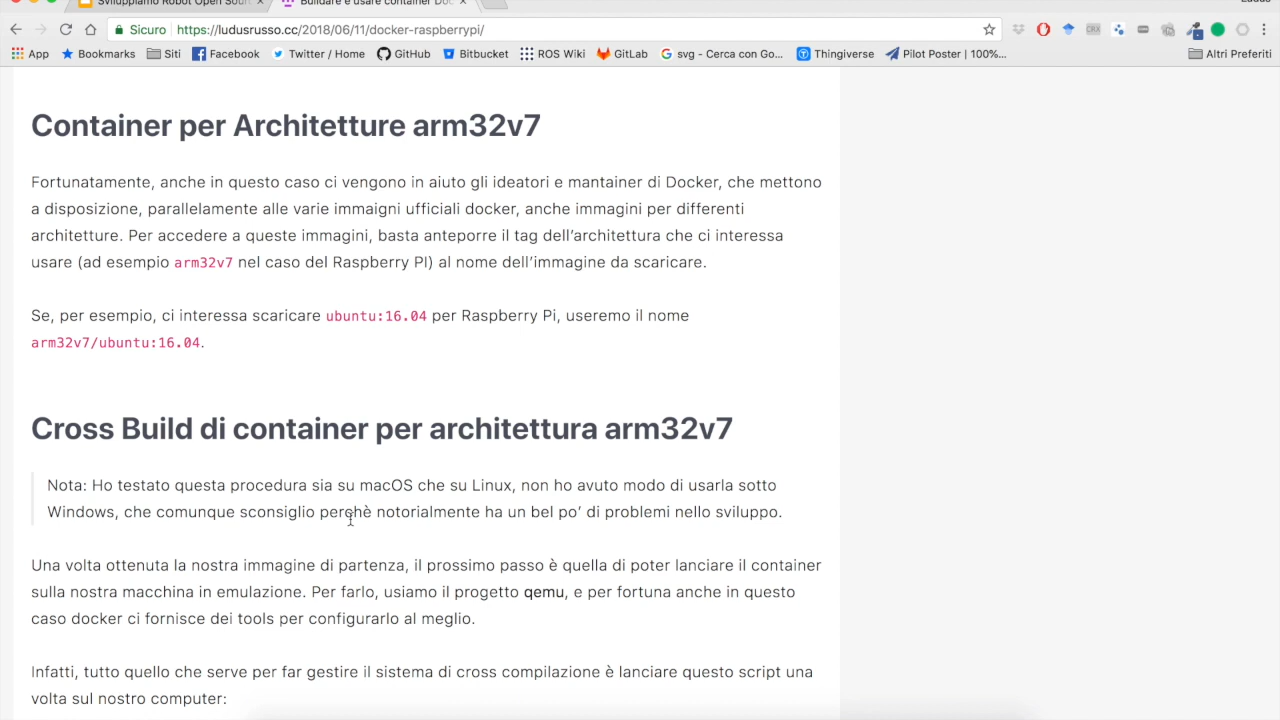 Sviluppiamo Robot Open Sour
Buildare e usare container Doc
Ludus
Sicuro https://ludusrusso.cc/2018/06/11/docker-raspberrypi/
App Bookmarks Siti Facebook Twitter / Home GitHub Bitbucket ROS Wiki GitLab svg - Cerca con Go... Thingiverse Pilot Poster | 100%... Altri Preferiti
Container per Architetture arm32v7
Fortunatamente, anche in questo caso ci vengono in aiuto gli ideatori e mantainer di Docker, che mettono
a disposizione, parallelamente alle varie immaigni ufficiali docker, anche immagini per differenti
architetture. Per accedere a queste immagini, basta anteporre il tag dell'architettura che ci interessa
usare (ad esempio arm32v7 nel caso del Raspberry PI) al nome dell'immagine da scaricare.
Se, per esempio, ci interessa scaricare ubuntu:16.04 per Raspberry Pi, useremo il nome
arm32v7/ubuntu:16.04.
Cross Build di container per architettura arm32v7
Nota: Ho testato questa procedura sia su macOS che su Linux, non ho avuto modo di usarla sotto
Windows, che comunque sconsiglio perchè notorialmente ha un bel po' di problemi nello sviluppo.
Una volta ottenuta la nostra immagine di partenza, il prossimo passo è quella di poter lanciare il container
sulla nostra macchina in emulazione. Per farlo, usiamo il progetto qemu, e per fortuna anche in questo
caso docker ci fornisce dei tools per configurarlo al meglio.
Infatti, tutto quello che serve per far gestire il sistema di cross compilazione è lanciare questo script una
volta sul nostro computer: